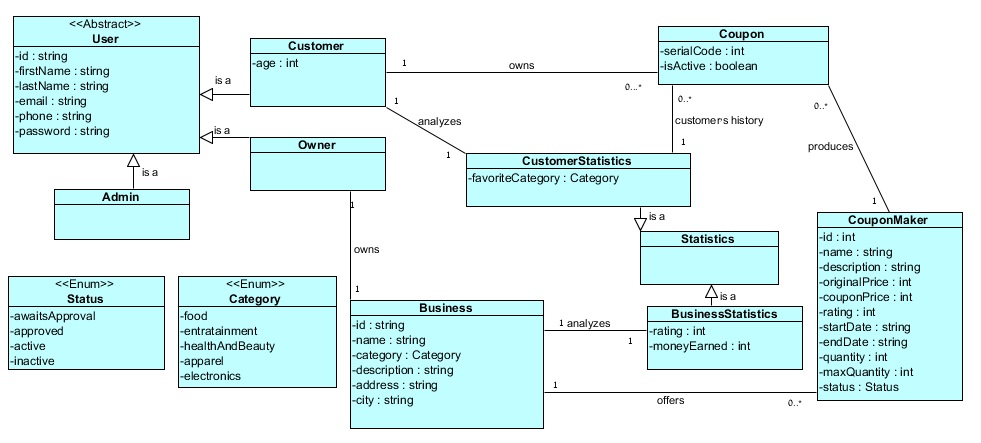 <<Abstract>>
User
-id : string
-firstName : stirng
-lastName : string
-email : string
-phone : string
-password : string
is a
Customer
-age : int
1
owns
0...*
Coupon
-serialCode : int
-isActive : boolean
is a
Owner
1
analyzes
1
0..*
customer's history
1
0..*
produces
1
is a
Admin
CustomerStatistics
-favoriteCategory : Category
is a
Statistics
is a
CouponMaker
-id : int
-name : string
-description : string
-originalPrice : int
-couponPrice : int
-rating : int
-startDate : string
-endDate : string
-quantity : int
-maxQuantity : int
-status : Status
1
owns
1
<<Enum>>
Status
-awaitsApproval
-approved
-active
-inactive
<<Enum>>
Category
-food
-entratainment
-healthAndBeauty
-apparel
-electronics
Business
-id : string
-name : string
-category : Category
-description : string
-address : string
-city : string
1 analyzes
1
BusinessStatistics
-rating : int
-moneyEarned : int
1
offers
0..*